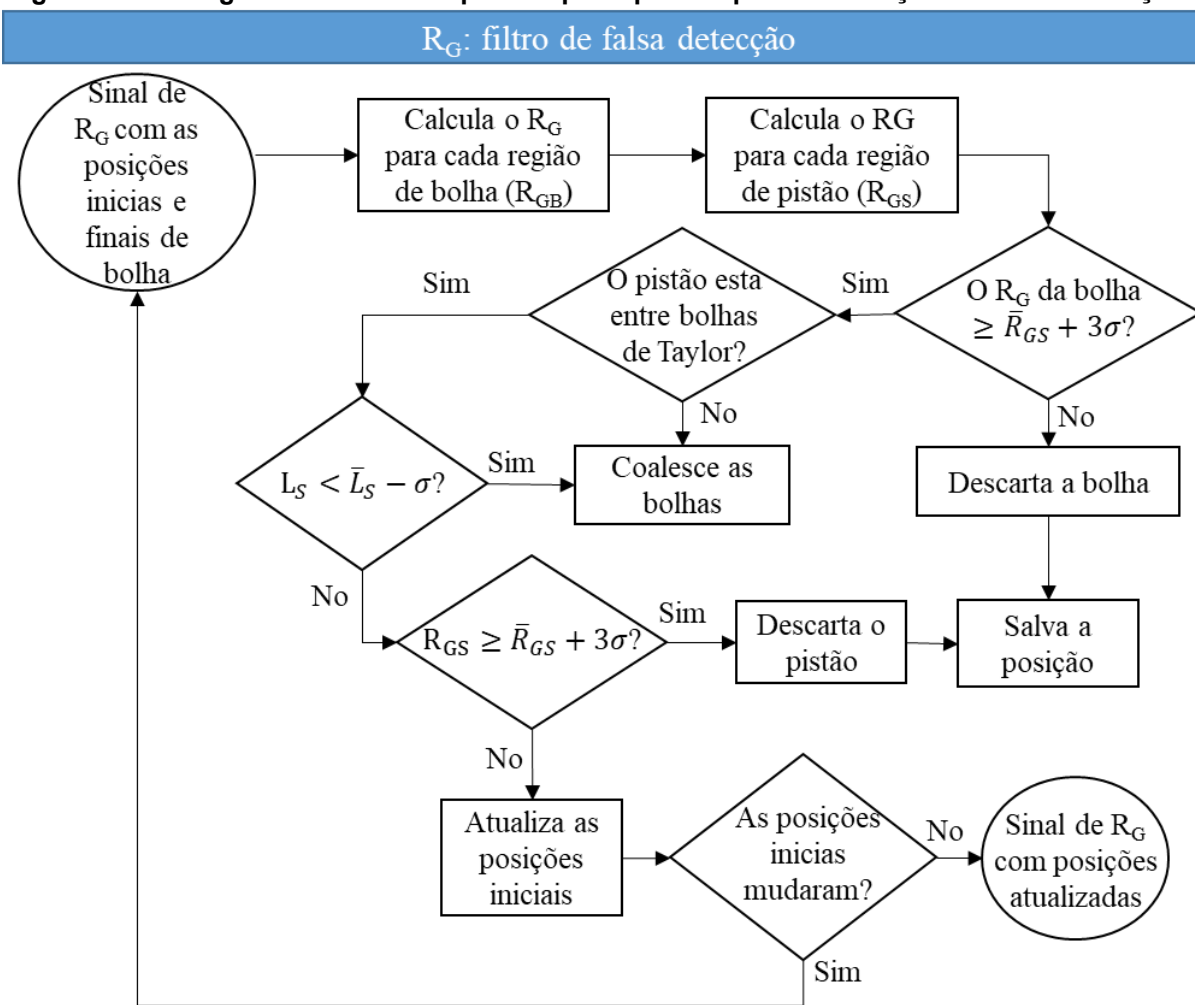 R_G: filtro de falsa detecção
Sinal de
R_G com as
posições
inicias e
finais de
bolha
Calcula o R_G
para cada região
de bolha (R_GB)
Calcula o RG
para cada região
de pistão (R_GS)
O R_G da bolha
≥ R̄_GS + 3σ?
Sim
O pistão esta
entre bolhas
de Taylor?
Sim
No
No
Descarta a bolha
Coalesce as
bolhas
L_S < L̄_S − σ?
Sim
No
R_GS ≥ R̄_GS + 3σ?
Sim
Descarta o
pistão
Salva a
posição
No
Atualiza as
posições
iniciais
As posições
inicias
mudaram?
No
Sinal de R_G
com posições
atualizadas
Sim